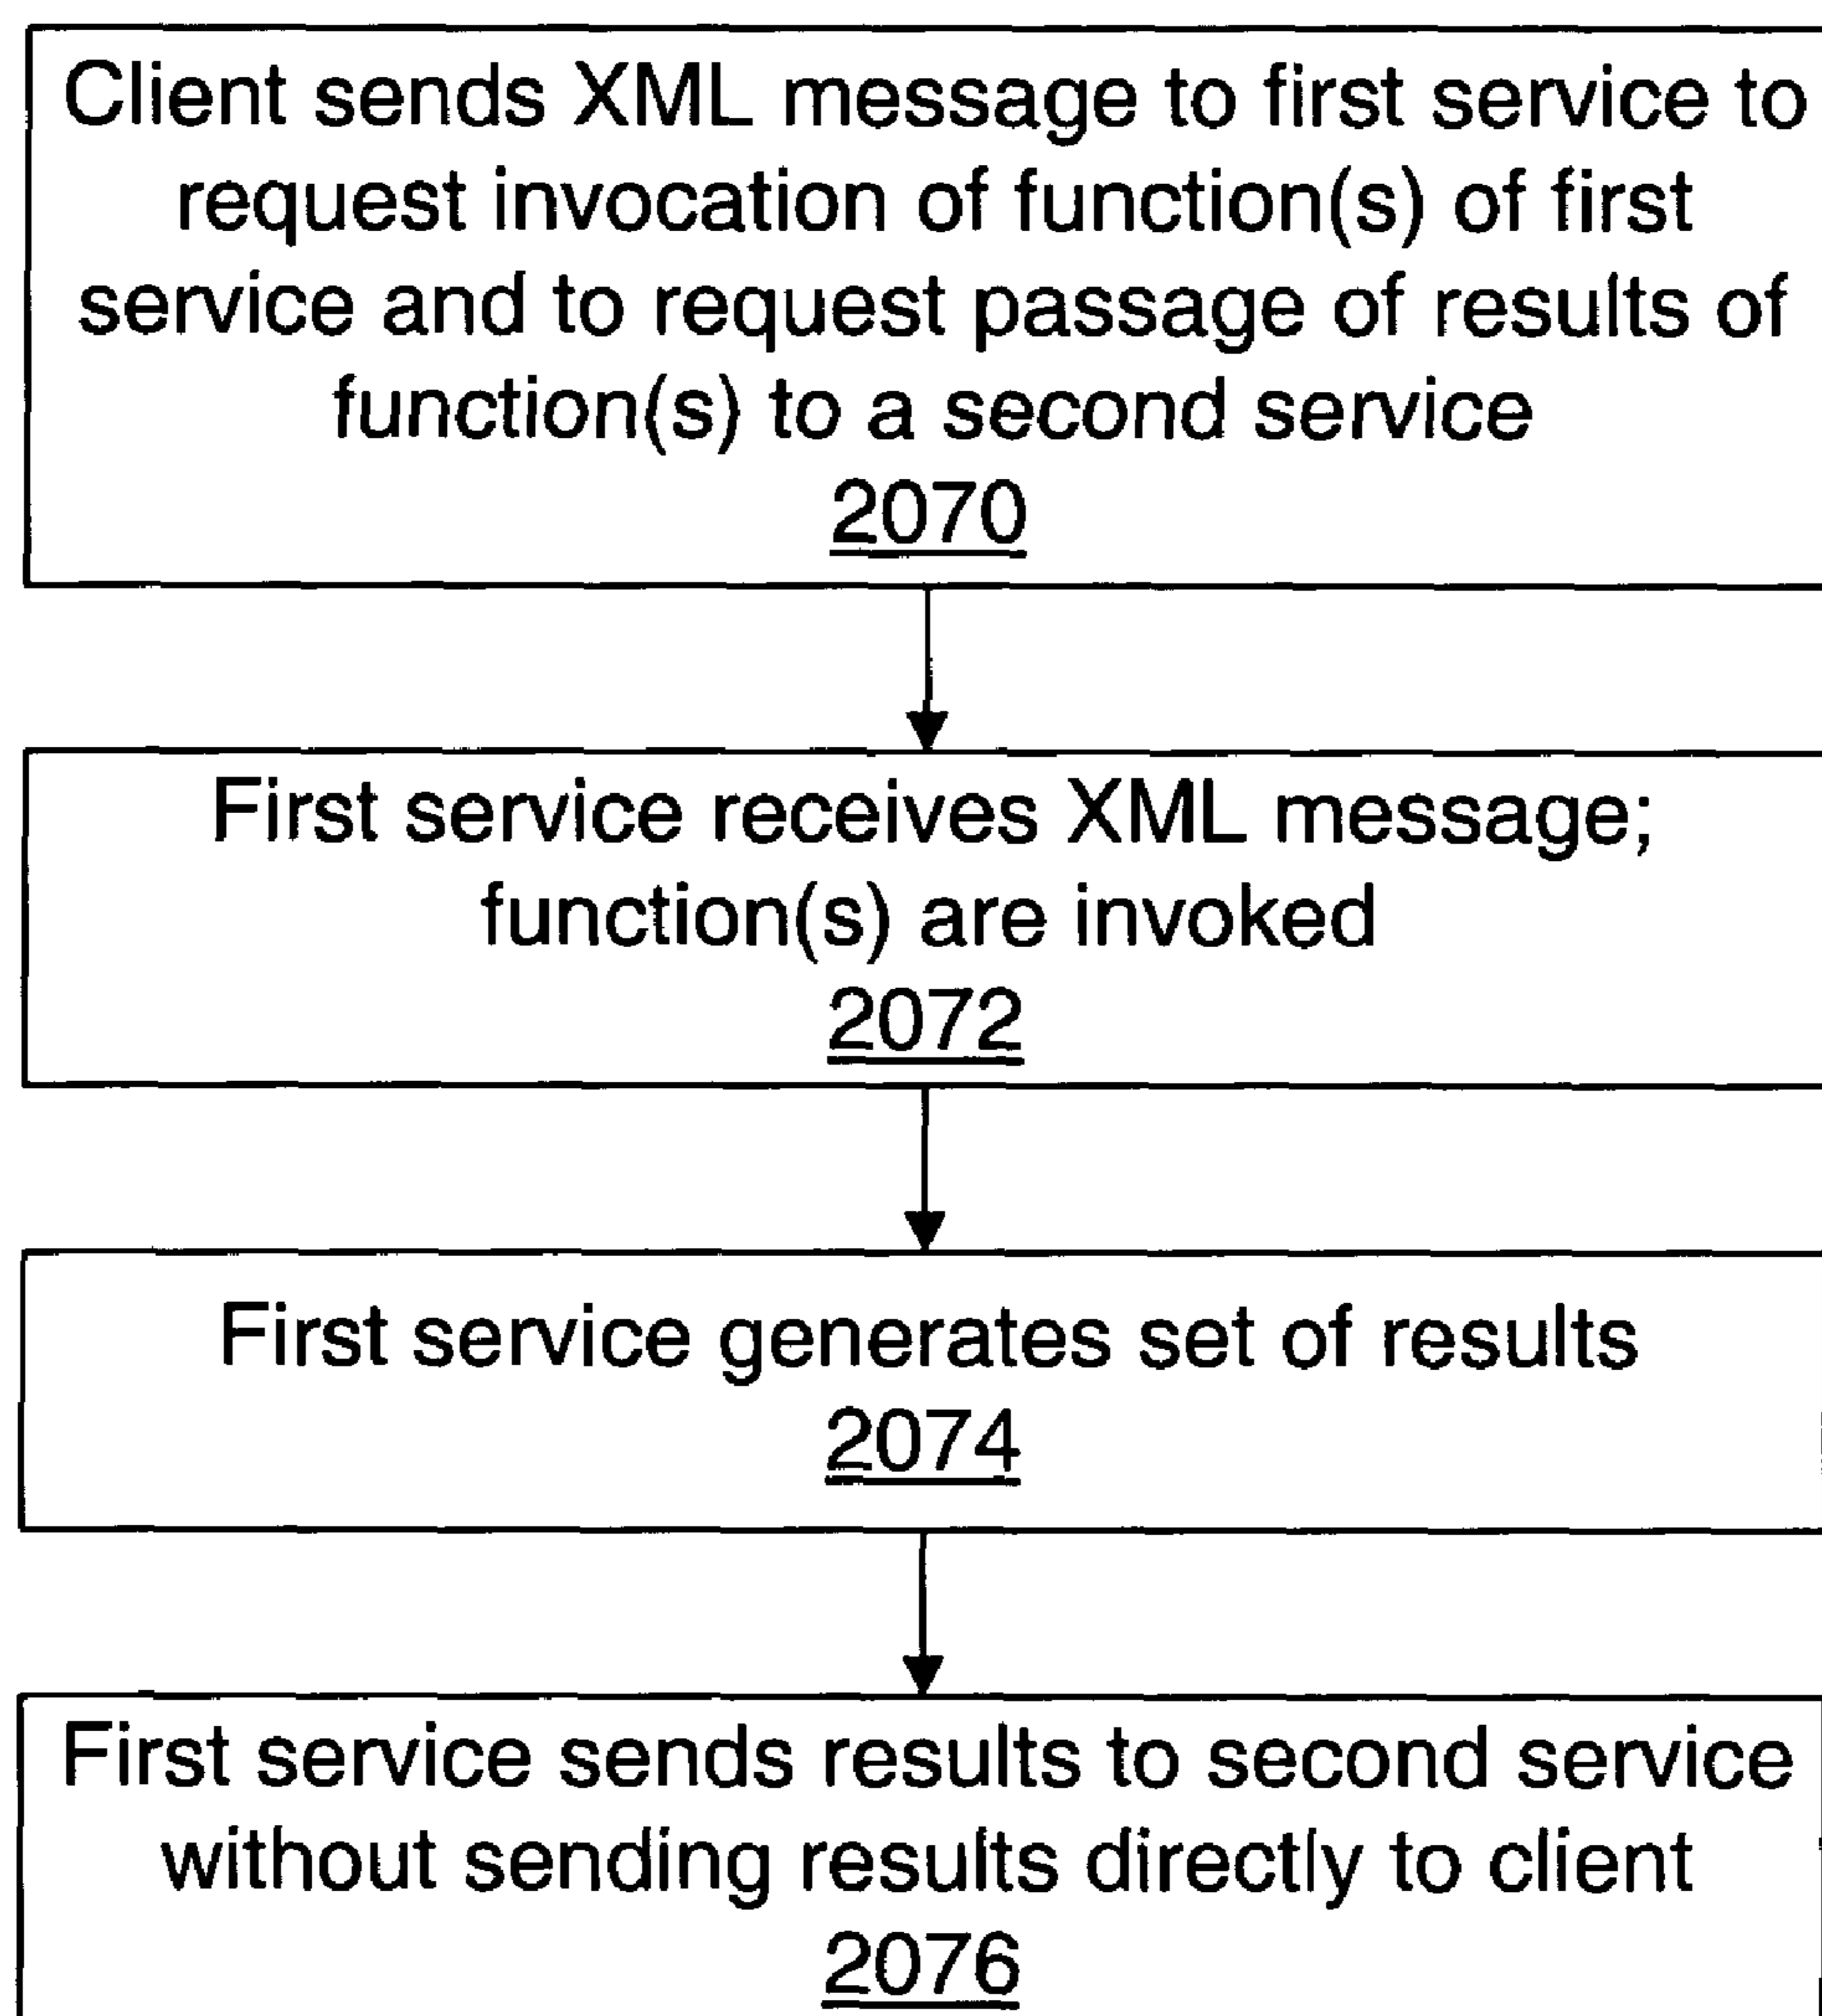 Client sends XML message to first service to
request invocation of function(s) of first
service and to request passage of results of
function(s) to a second service
2070
First service receives XML message;
function(s) are invoked
2072
First service generates set of results
2074
First service sends results to second service
without sending results directly to client
2076